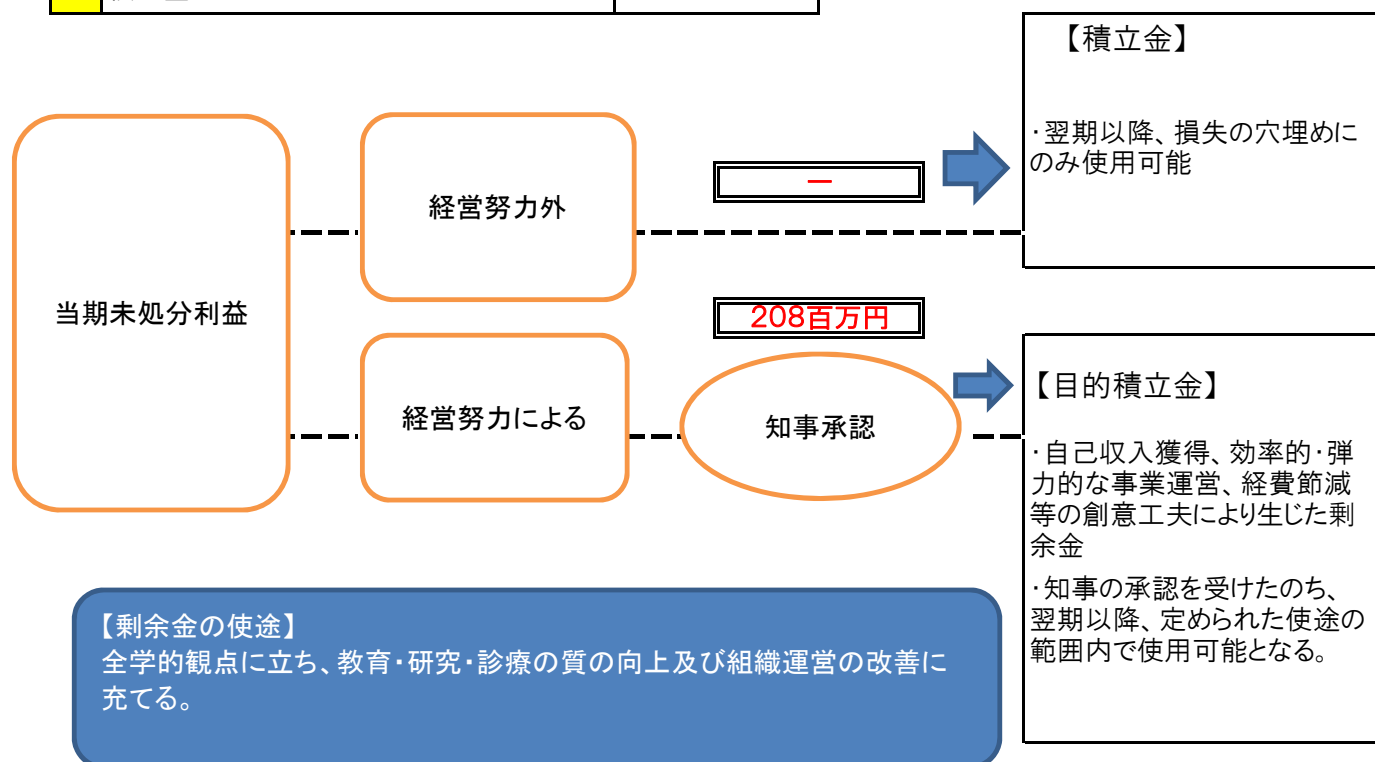 【積立金】
・翌期以降、損失の穴埋めに
のみ使用可能
経営努力外
－
当期未処分利益
208百万円
経営努力による
知事承認
【目的積立金】
・自己収入獲得、効率的・弾
力的な事業運営、経費節減
等の創意工夫により生じた剰
余金
・知事の承認を受けたのち、
翌期以降、定められた使途の
範囲内で使用可能となる。
【剰余金の使途】
全学的観点に立ち、教育・研究・診療の質の向上及び組織運営の改善に
充てる。